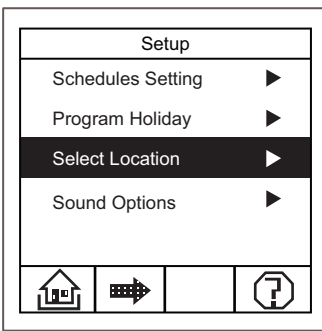 Setup
Schedules Setting
Program Holiday
Select Location
Sound Options
?